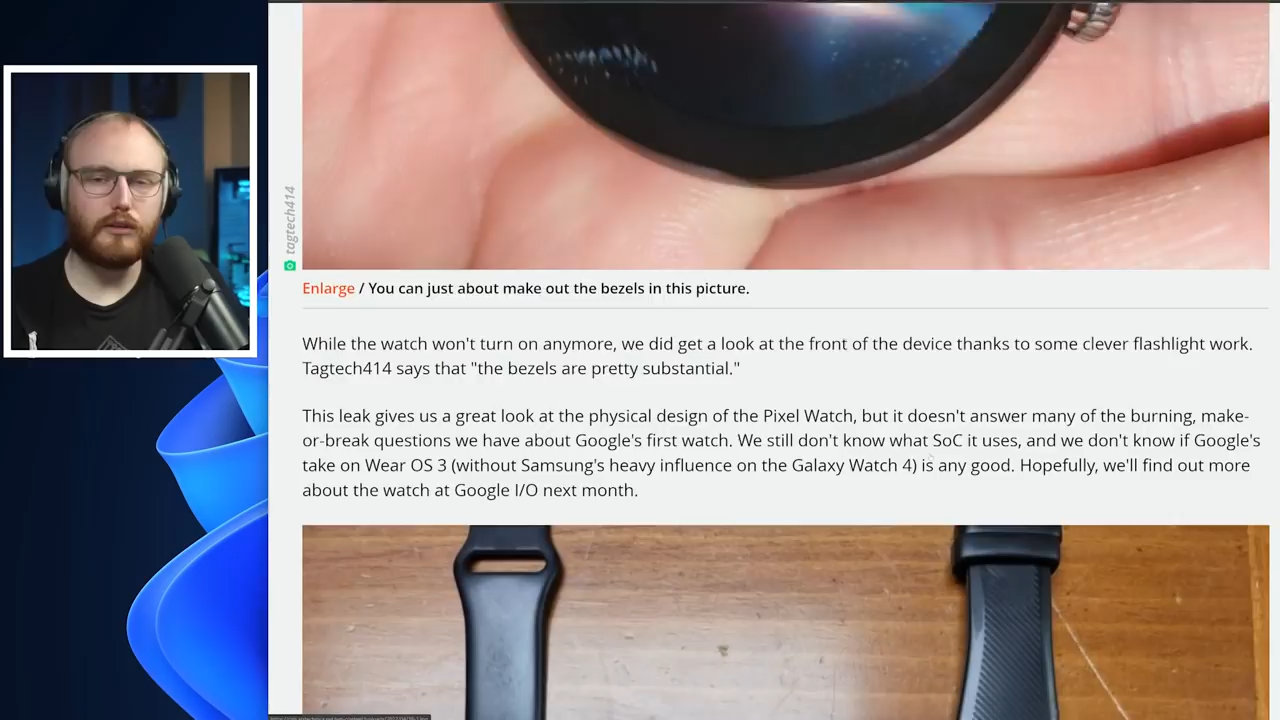 tagtech414
Enlarge / You can just about make out the bezels in this picture.
While the watch won't turn on anymore, we did get a look at the front of the device thanks to some clever flashlight work.
Tagtech414 says that "the bezels are pretty substantial."
This leak gives us a great look at the physical design of the Pixel Watch, but it doesn't answer many of the burning, make-
or-break questions we have about Google's first watch. We still don't know what SoC it uses, and we don't know if Google's
take on Wear OS 3 (without Samsung's heavy influence on the Galaxy Watch 4) is any good. Hopefully, we'll find out more
about the watch at Google I/O next month.